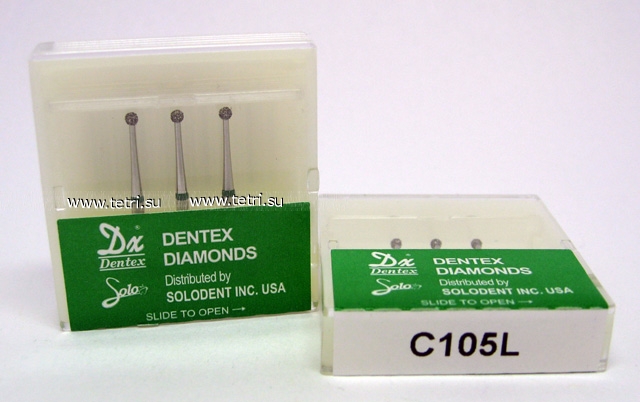 www.tetri.su www.tetri.su
Dx
Dentex
Solo
DENTEX
DIAMONDS
Distributed by
SOLODENT INC. USA
SLIDE TO OPEN →
Dx
Dentex
Solo
DENTEX
DIAMONDS
Distributed by
SOLODENT INC. USA
SLIDE TO OPEN →
C105L